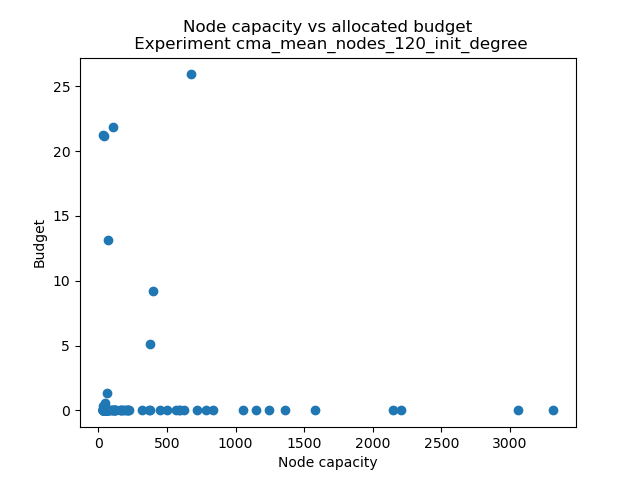 Node capacity vs allocated budget
Experiment cma_mean_nodes_120_init_degree
25
20
15
10
5
0
Budget
0 500 1000 1500 2000 2500 3000
Node capacity